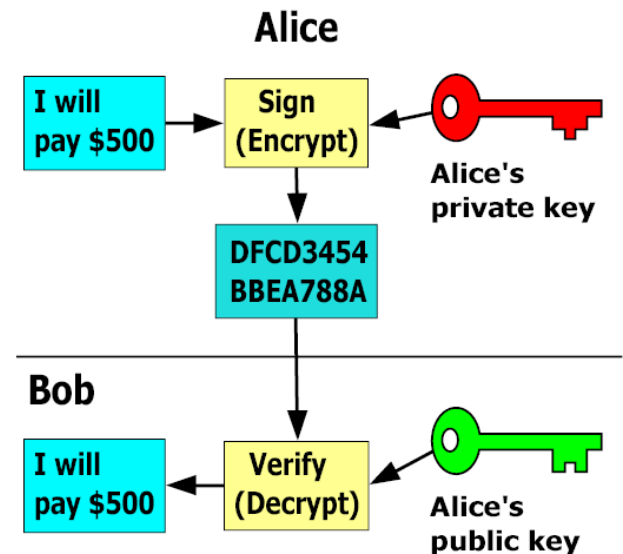 Alice
I will
pay $500
Sign
(Encrypt)
Alice's
private key
DFCD3454
BBEA788A
Bob
I will
pay $500
Verify
(Decrypt)
Alice's
public key